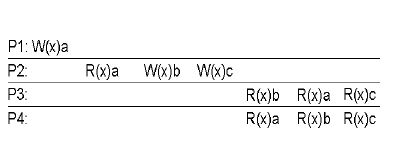 P1: W(x)a
P2: R(x)a W(x)b W(x)c
P3: R(x)b R(x)a R(x)c
P4: R(x)a R(x)b R(x)c